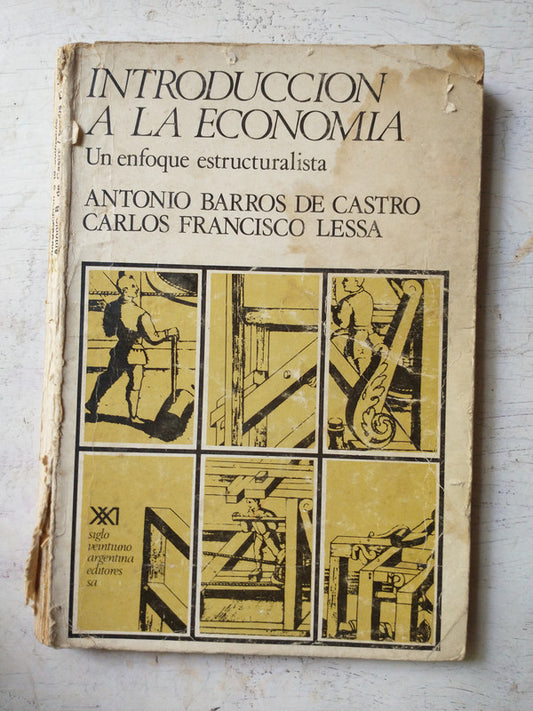 INTRODUCCION
A LA ECONOMIA
Un enfoque estructuralista
ANTONIO BARROS DE CASTRO
CARLOS FRANCISCO LESSA
XXI
siglo
veintiuno
argentina
editores
sa